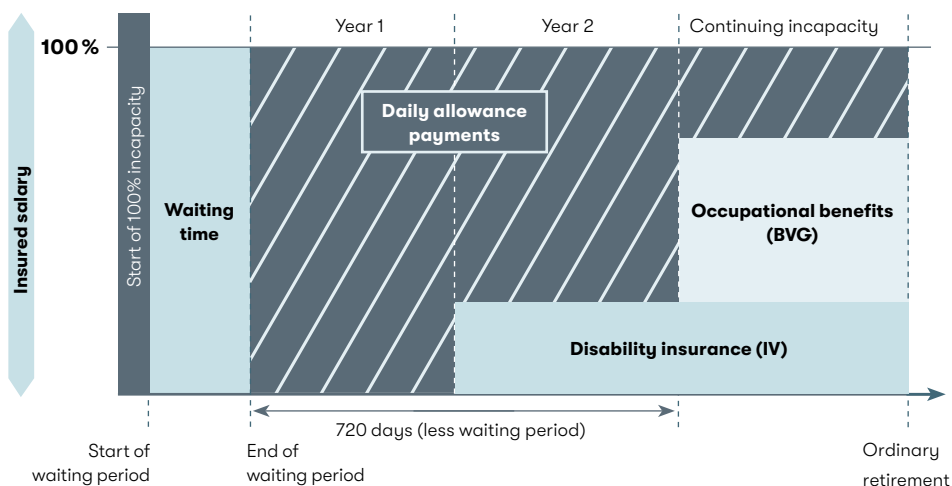 Year 1
Year 2
Continuing incapacity
100 %
Insured salary
Start of 100% incapacity
Daily allowance
payments
Waiting
time
Occupational benefits
(BVG)
Disability insurance (IV)
720 days (less waiting period)
Start of
waiting period
End of
waiting period
Ordinary
retirement